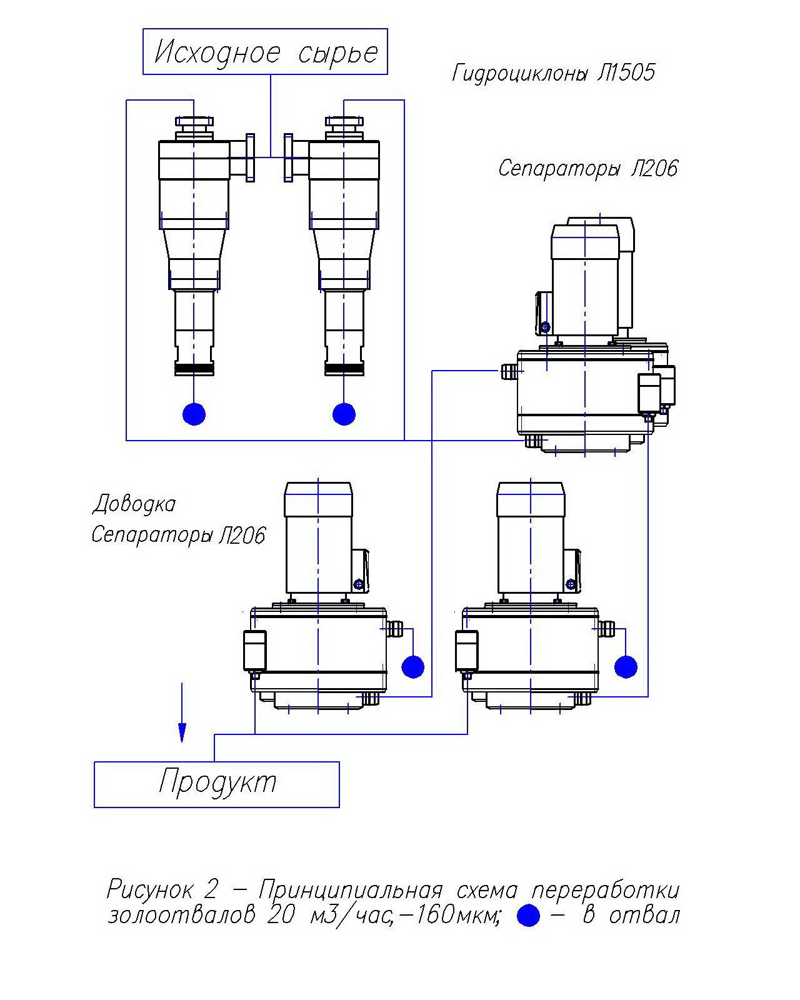 Исходное сырье
Гидроциклоны Л1505
Сепараторы Л206
Доводка
Сепараторы Л206
Продукт
Рисунок 2 – Принципиальная схема переработки
золоотвалов 20 м3/час,–160мкм; – в отвал